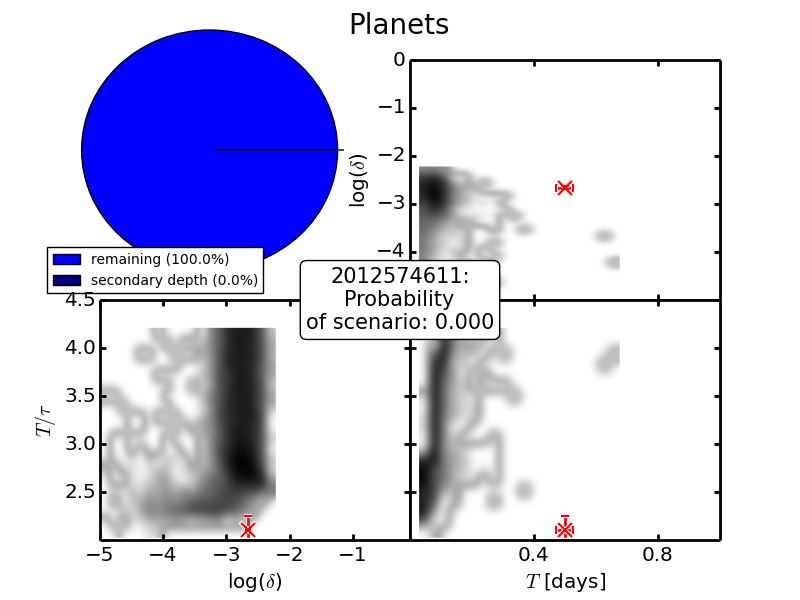 Planets
remaining (100.0%)
secondary depth (0.0%)
0
−1
−2
−3
−4
log(δ)
2012574611:
Probability
of scenario: 0.000
4.5
4.0
3.5
3.0
2.5
T/τ
−5
−4
−3
−2
−1
log(δ)
0.4
0.8
T [days]